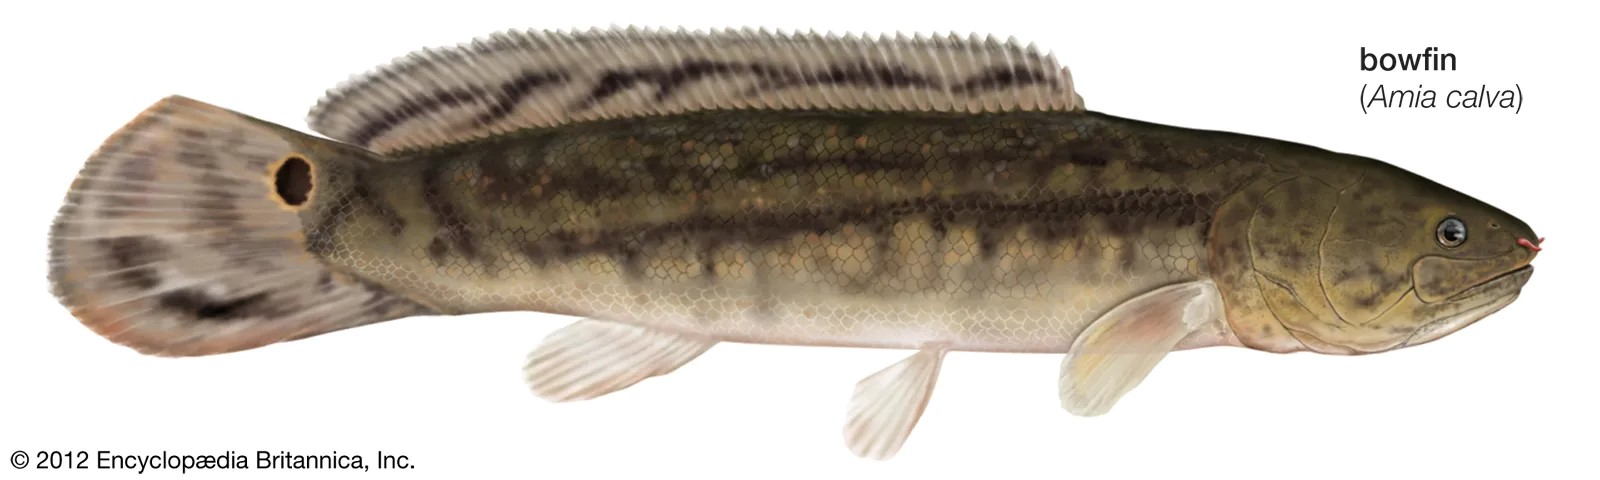 bowfin
(Amia calva)
© 2012 Encyclopædia Britannica, Inc.